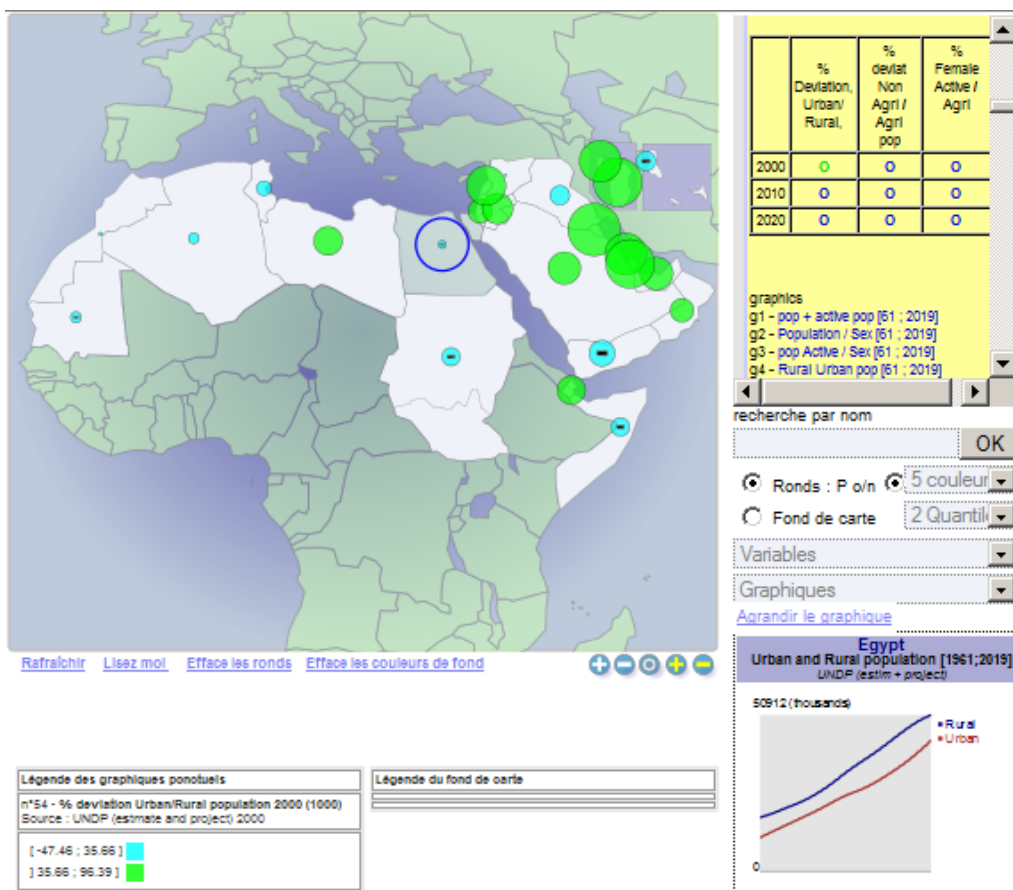 %
Deviation,
Urban/
Rural,
%
deviat
Non
Agri /
Agri
pop
%
Female
Active /
Agri
2000 O O O
2010 O O O
2020 O O O
graphics
g1 - pop + active pop [61 ; 2019]
g2 - Population / Sex [61 ; 2019]
g3 - pop Active / Sex [61 ; 2019]
g4 - Rural Urban pop [61 ; 2019]
recherche par nom
OK
Ronds : P o/n 5 couleur
Fond de carte 2 Quantil
Variables
Graphiques
Agrandir le graphique
Rafraîchir Lisez moi Efface les ronds Efface les couleurs de fond
Egypt
Urban and Rural population [1961;2019]
UNDP (estim + project)
50912 (thousands)
Rural
Urban
0
Légende des graphiques ponotuels
n°54 - % deviation Urban/Rural population 2000 (1000)
Source : UNDP (estmate and project) 2000
[ -47.46 ; 35.66 ]
] 35.66 ; 96.39 ]
Légende du fond de carte